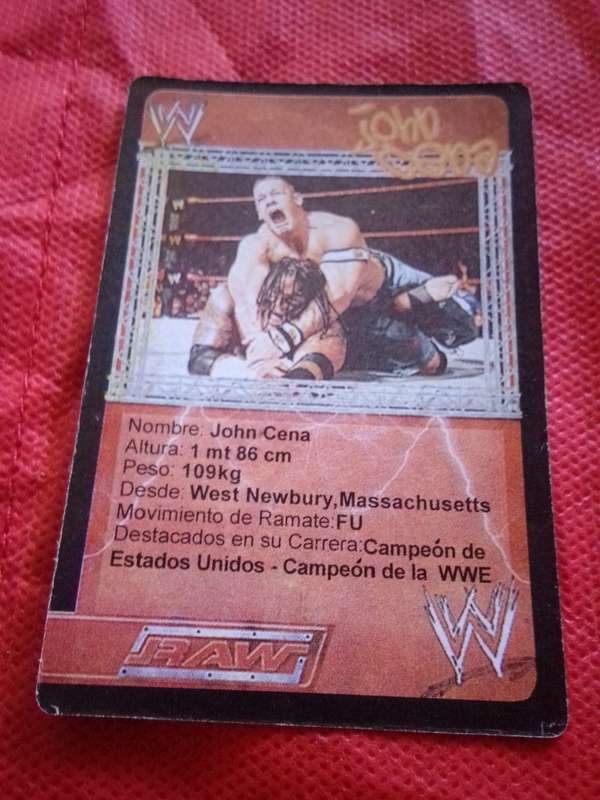 W
John
Cena
Nombre: John Cena
Altura: 1 mt 86 cm
Peso: 109kg
Desde: West Newbury,Massachusetts
Movimiento de Ramate:FU
Destacados en su Carrera:Campeón de
Estados Unidos - Campeón de la WWE
RAW
W